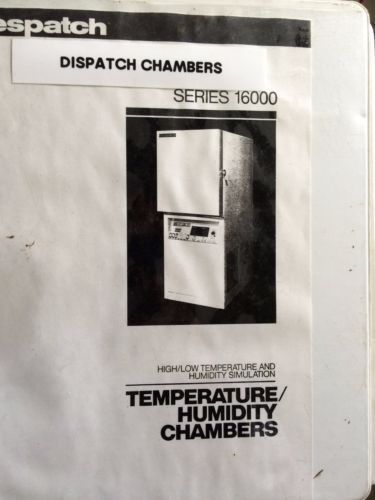 espatch
DISPATCH CHAMBERS
SERIES 16000
HIGH/LOW TEMPERATURE AND
HUMIDITY SIMULATION
TEMPERATURE/
HUMIDITY
CHAMBERS